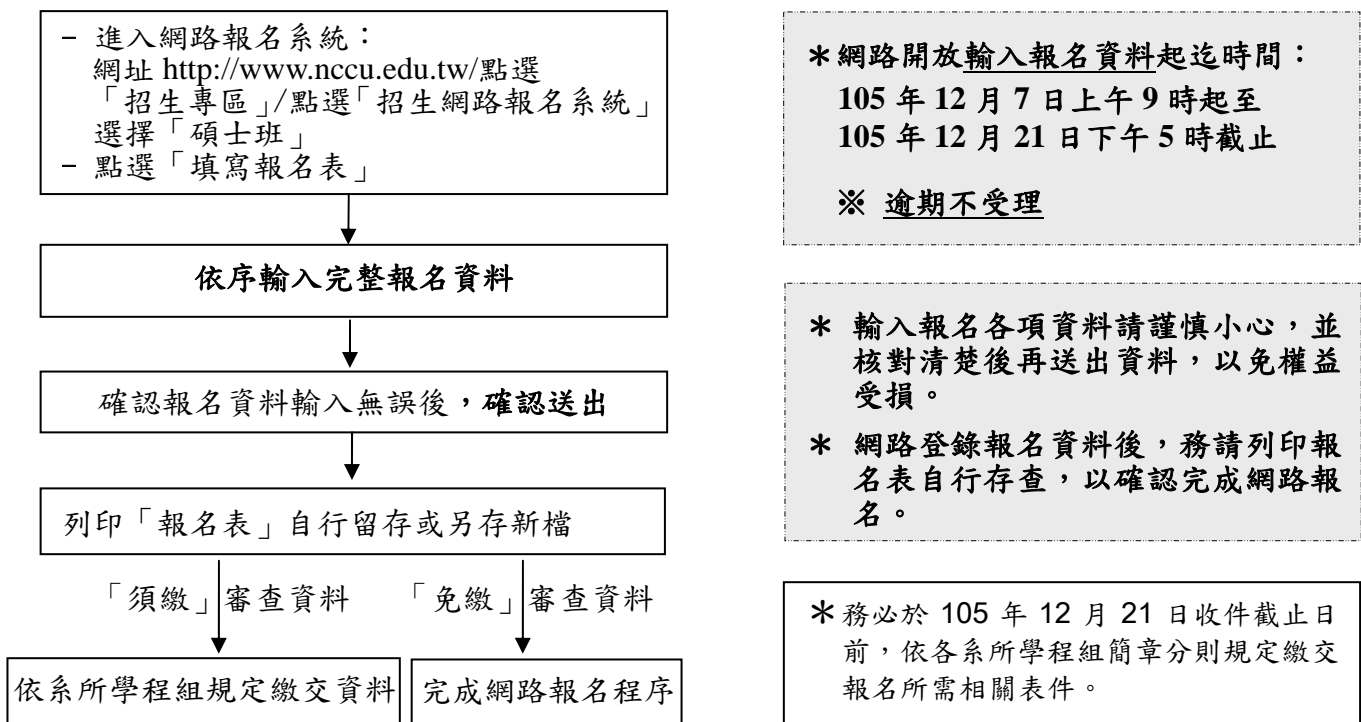 – 進入網路報名系統：
網址 http://www.nccu.edu.tw/點選
「招生專區」/點選「招生網路報名系統」
選擇「碩士班」
– 點選「填寫報名表」
依序輸入完整報名資料
確認報名資料輸入無誤後，確認送出
列印「報名表」自行留存或另存新檔
「須繳」審查資料
「免繳」審查資料
依系所學程組規定繳交資料
完成網路報名程序
＊網路開放輸入報名資料起迄時間：
105 年 12 月 7 日上午 9 時起至
105 年 12 月 21 日下午 5 時截止
※ 逾期不受理
＊ 輸入報名各項資料請謹慎小心，並
核對清楚後再送出資料，以免權益
受損。
＊ 網路登錄報名資料後，務請列印報
名表自行存查，以確認完成網路報
名。
＊務必於 105 年 12 月 21 日收件截止日
前，依各系所學程組簡章分則規定繳交
報名所需相關表件。